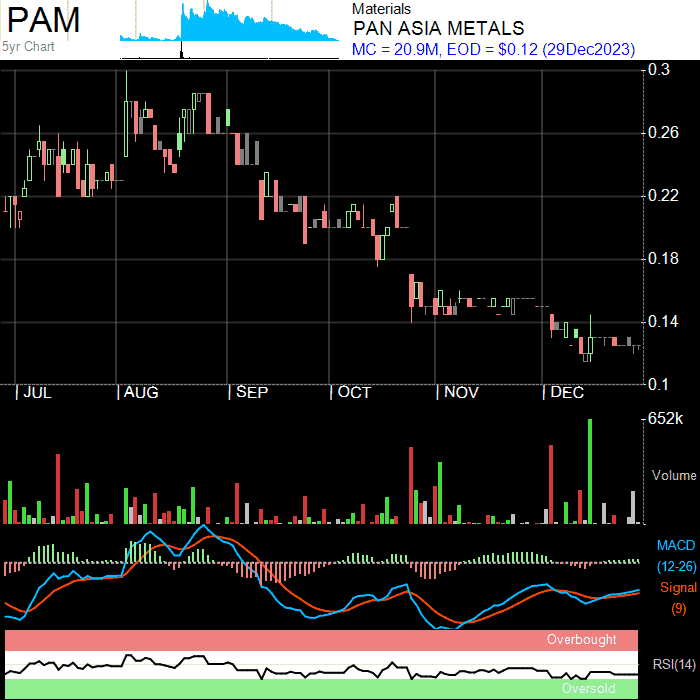 PAM
5yr Chart
Materials
PAN ASIA METALS
MC = 20.9M, EOD = $0.12 (29Dec2023)
0.3
0.26
0.22
0.18
0.14
0.1
JUL AUG SEP OCT NOV DEC
652k
Volume
MACD
(12-26)
Signal
(9)
Overbought
RSI(14)
Oversold